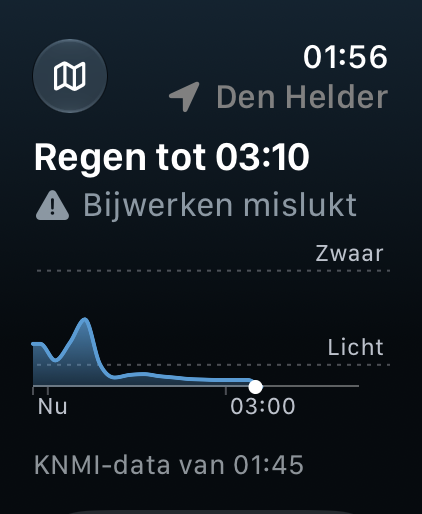 01:56
Den Helder
Regen tot 03:10
Bijwerken mislukt
Zwaar
Licht
Nu 03:00
KNMI-data van 01:45